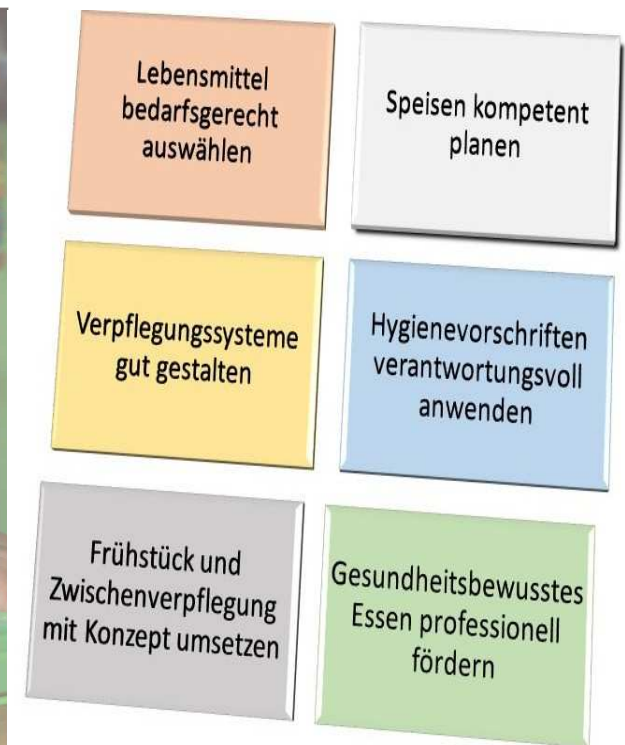 Lebensmittel
bedarfsgerecht
auswählen
Speisen kompetent
planen
Verpflegungssysteme
gut gestalten
Hygienevorschriften
verantwortungsvoll
anwenden
Frühstück und
Zwischenverpflegung
mit Konzept umsetzen
Gesundheitsbewusstes
Essen professionell
fördern